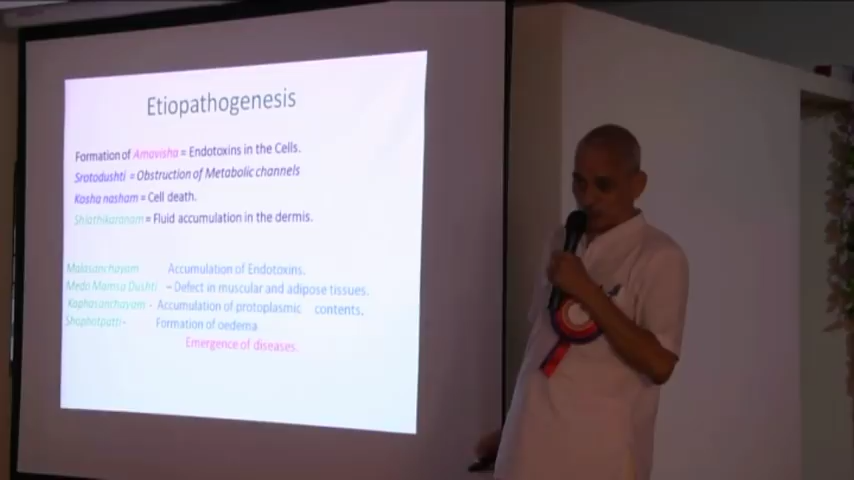 Etiopathogenesis
Formation of Amavisha = Endotoxins in the Cells.
Srotodushti = Obstruction of Metabolic channels
Kosha nasham = Cell death.
Shlathikaranam = Fluid accumulation in the dermis.
Malasanchayam Accumulation of Endotoxins.
Medo Mamsa Dushti – Defect in muscular and adipose tissues.
Kaphasanchayam - Accumulation of protoplasmic contents.
Shophotpatti- Formation of oedema
Emergence of diseases.